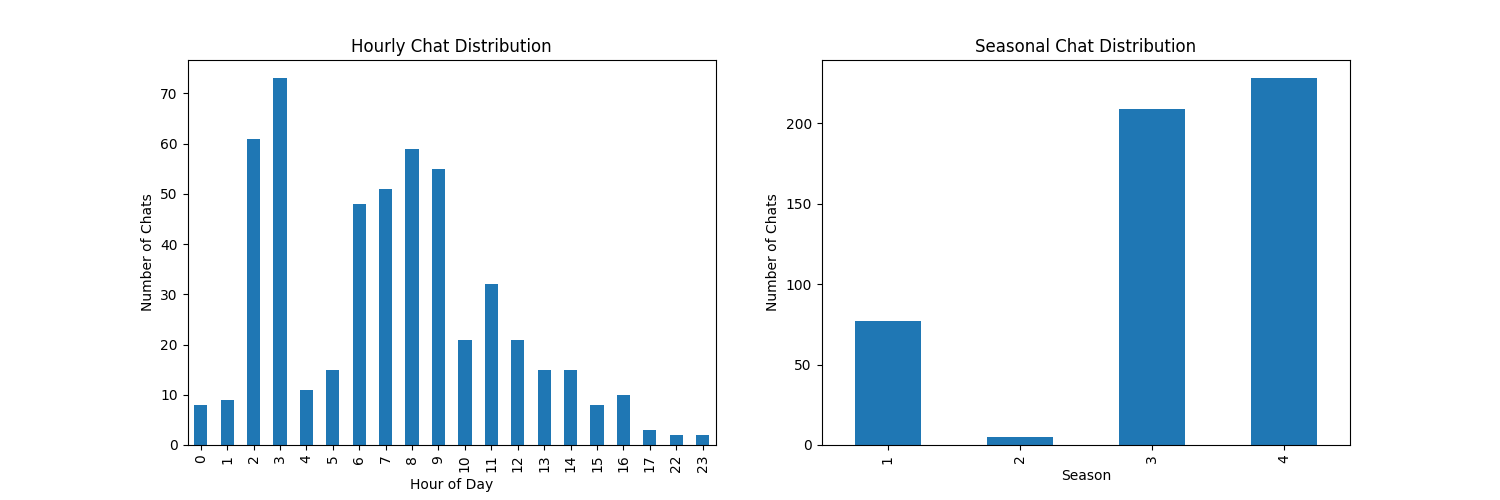 Hourly Chat Distribution
Number of Chats
70
60
50
40
30
20
10
0
0 1 2 3 4 5 6 7 8 9 10 11 12 13 14 15 16 17 22 23
Hour of Day
Seasonal Chat Distribution
Number of Chats
200
150
100
50
0
1 2 3 4
Season